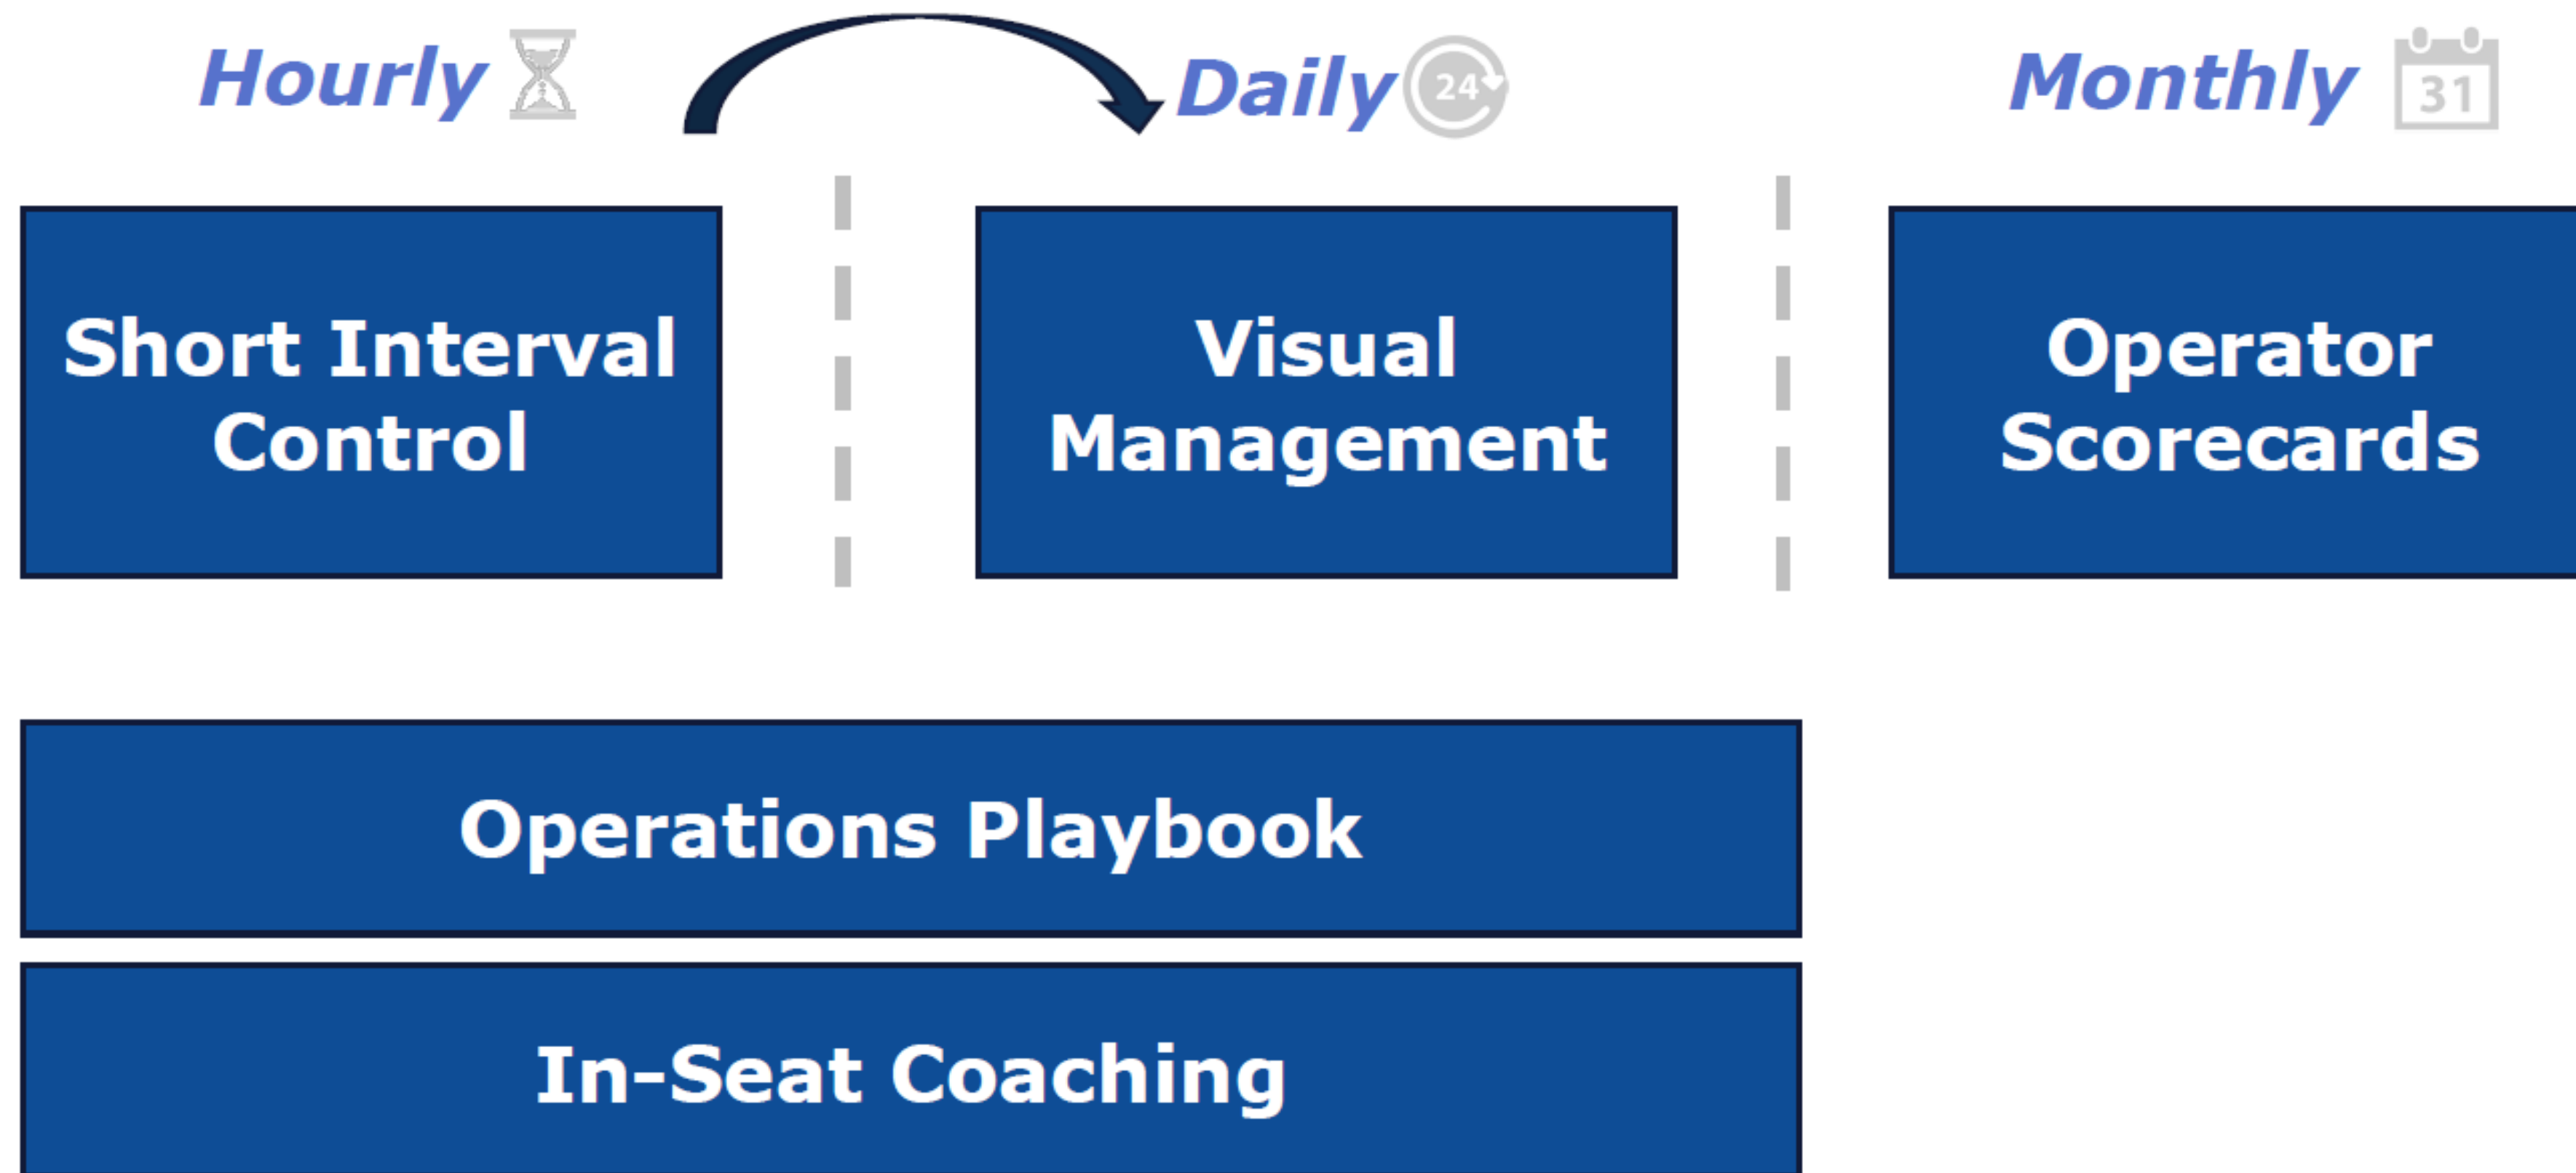 Hourly
Daily
24
Monthly
31
Short Interval
Control
Visual
Management
Operator
Scorecards
Operations Playbook
In-Seat Coaching